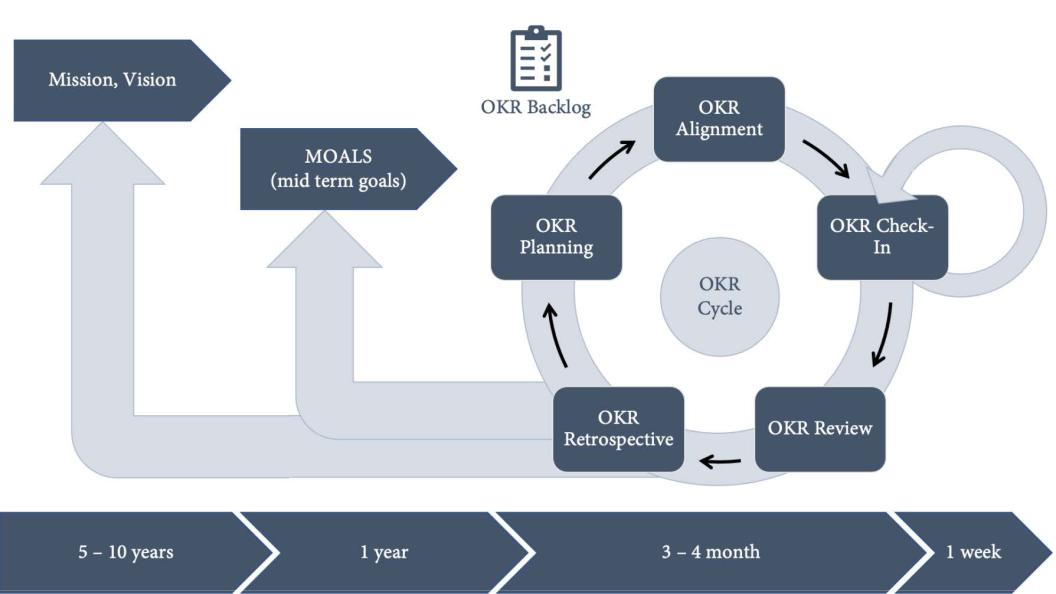 Mission, Vision
MOALS
(mid term goals)
OKR Backlog
OKR
Alignment
OKR
Planning
OKR Check-
In
OKR
Cycle
OKR
Retrospective
OKR Review
5 – 10 years
1 year
3 – 4 month
1 week